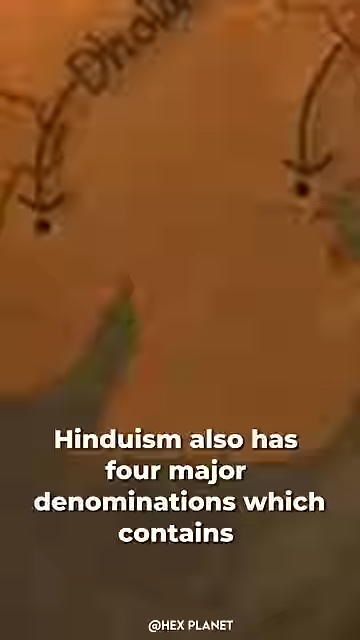 Hinduism also has
four major
denominations which
contains
@HEX PLANET